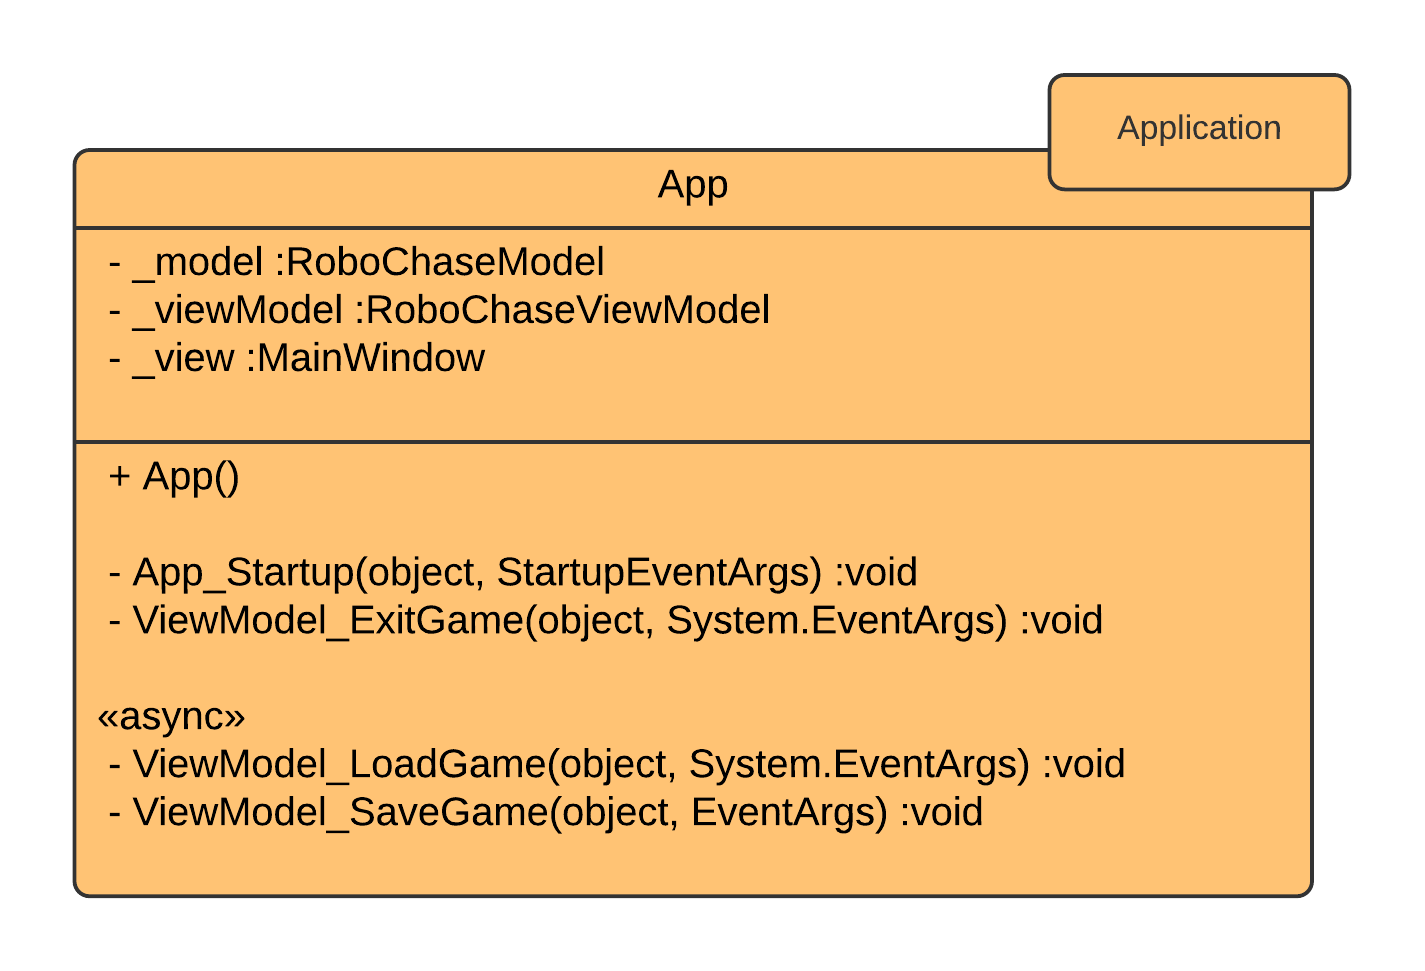 Application
App
- _model :RoboChaseModel
- _viewModel :RoboChaseViewModel
- _view :MainWindow
+ App()
- App_Startup(object, StartupEventArgs) :void
- ViewModel_ExitGame(object, System.EventArgs) :void
«async»
- ViewModel_LoadGame(object, System.EventArgs) :void
- ViewModel_SaveGame(object, EventArgs) :void